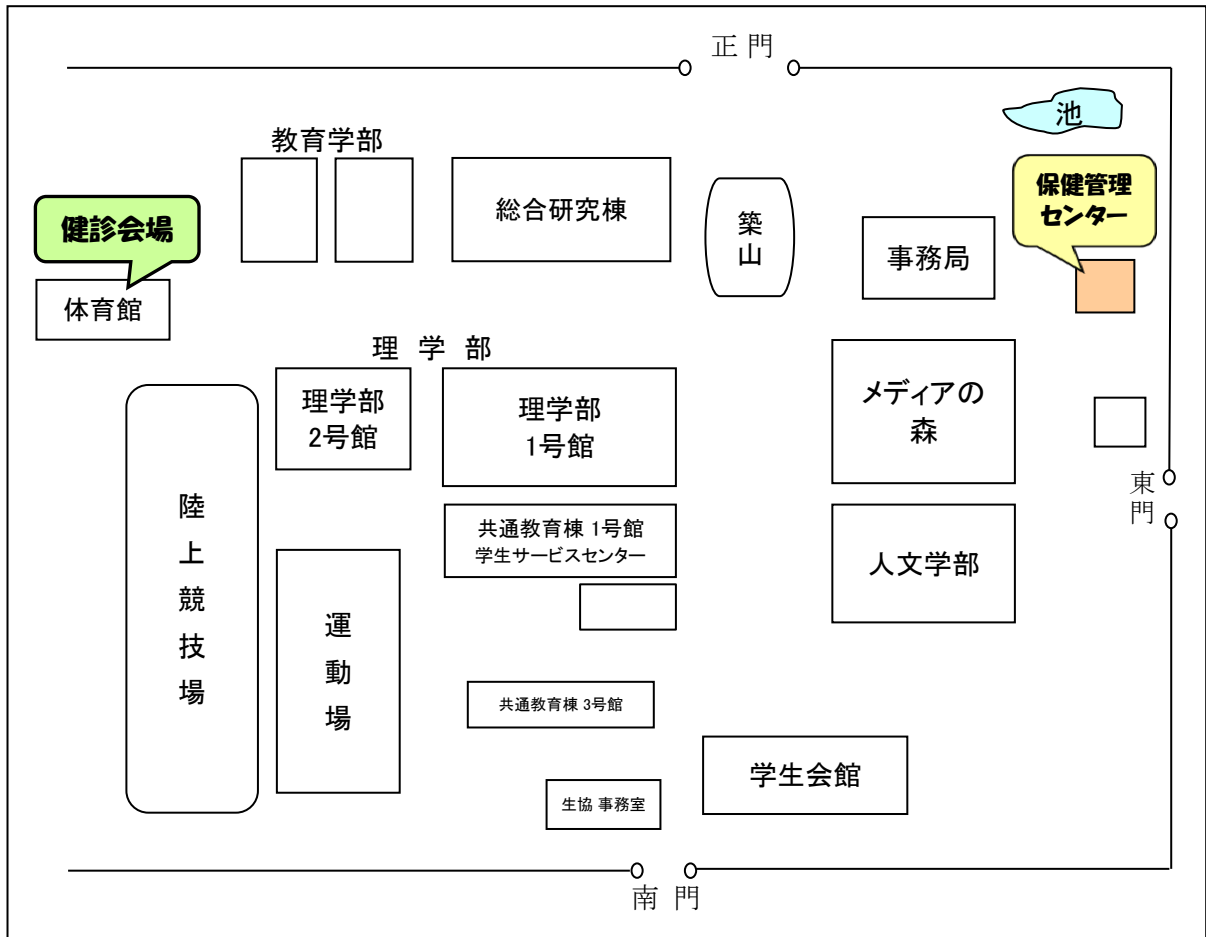 正 門
池
教育学部
保健管理
センター
総合研究棟
築
山
健診会場
事務局
体育館
理 学 部
理学部
2号館
理学部
1号館
メディアの
森
東
門
陸
上
競
技
場
共通教育棟 1号館
学生サービスセンター
人文学部
運
動
場
共通教育棟 3号館
学生会館
生協 事務室
南 門